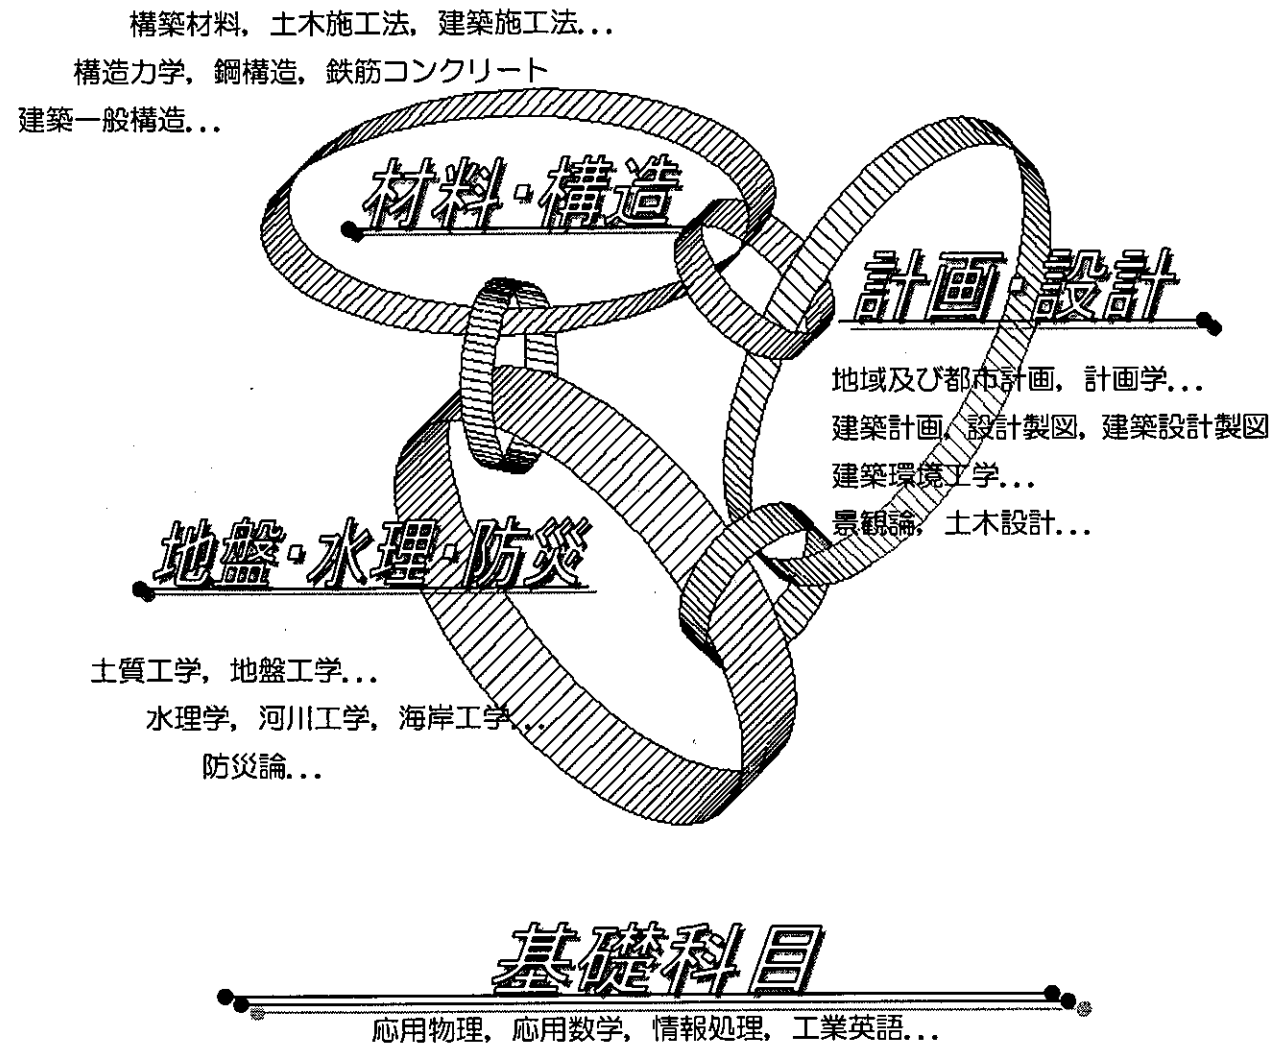 構築材料, 土木施工法, 建築施工法...
構造力学, 鋼構造, 鉄筋コンクリート
建築一般構造...
材料・構造
計画・設計
地域及び都市計画, 計画学...
建築計画, 設計製図, 建築設計製図
建築環境工学...
景観論, 土木設計...
地盤・水理・防災
土質工学, 地盤工学...
水理学, 河川工学, 海岸工学...
防災論...
基礎科目
応用物理, 応用数学, 情報処理, 工業英語...